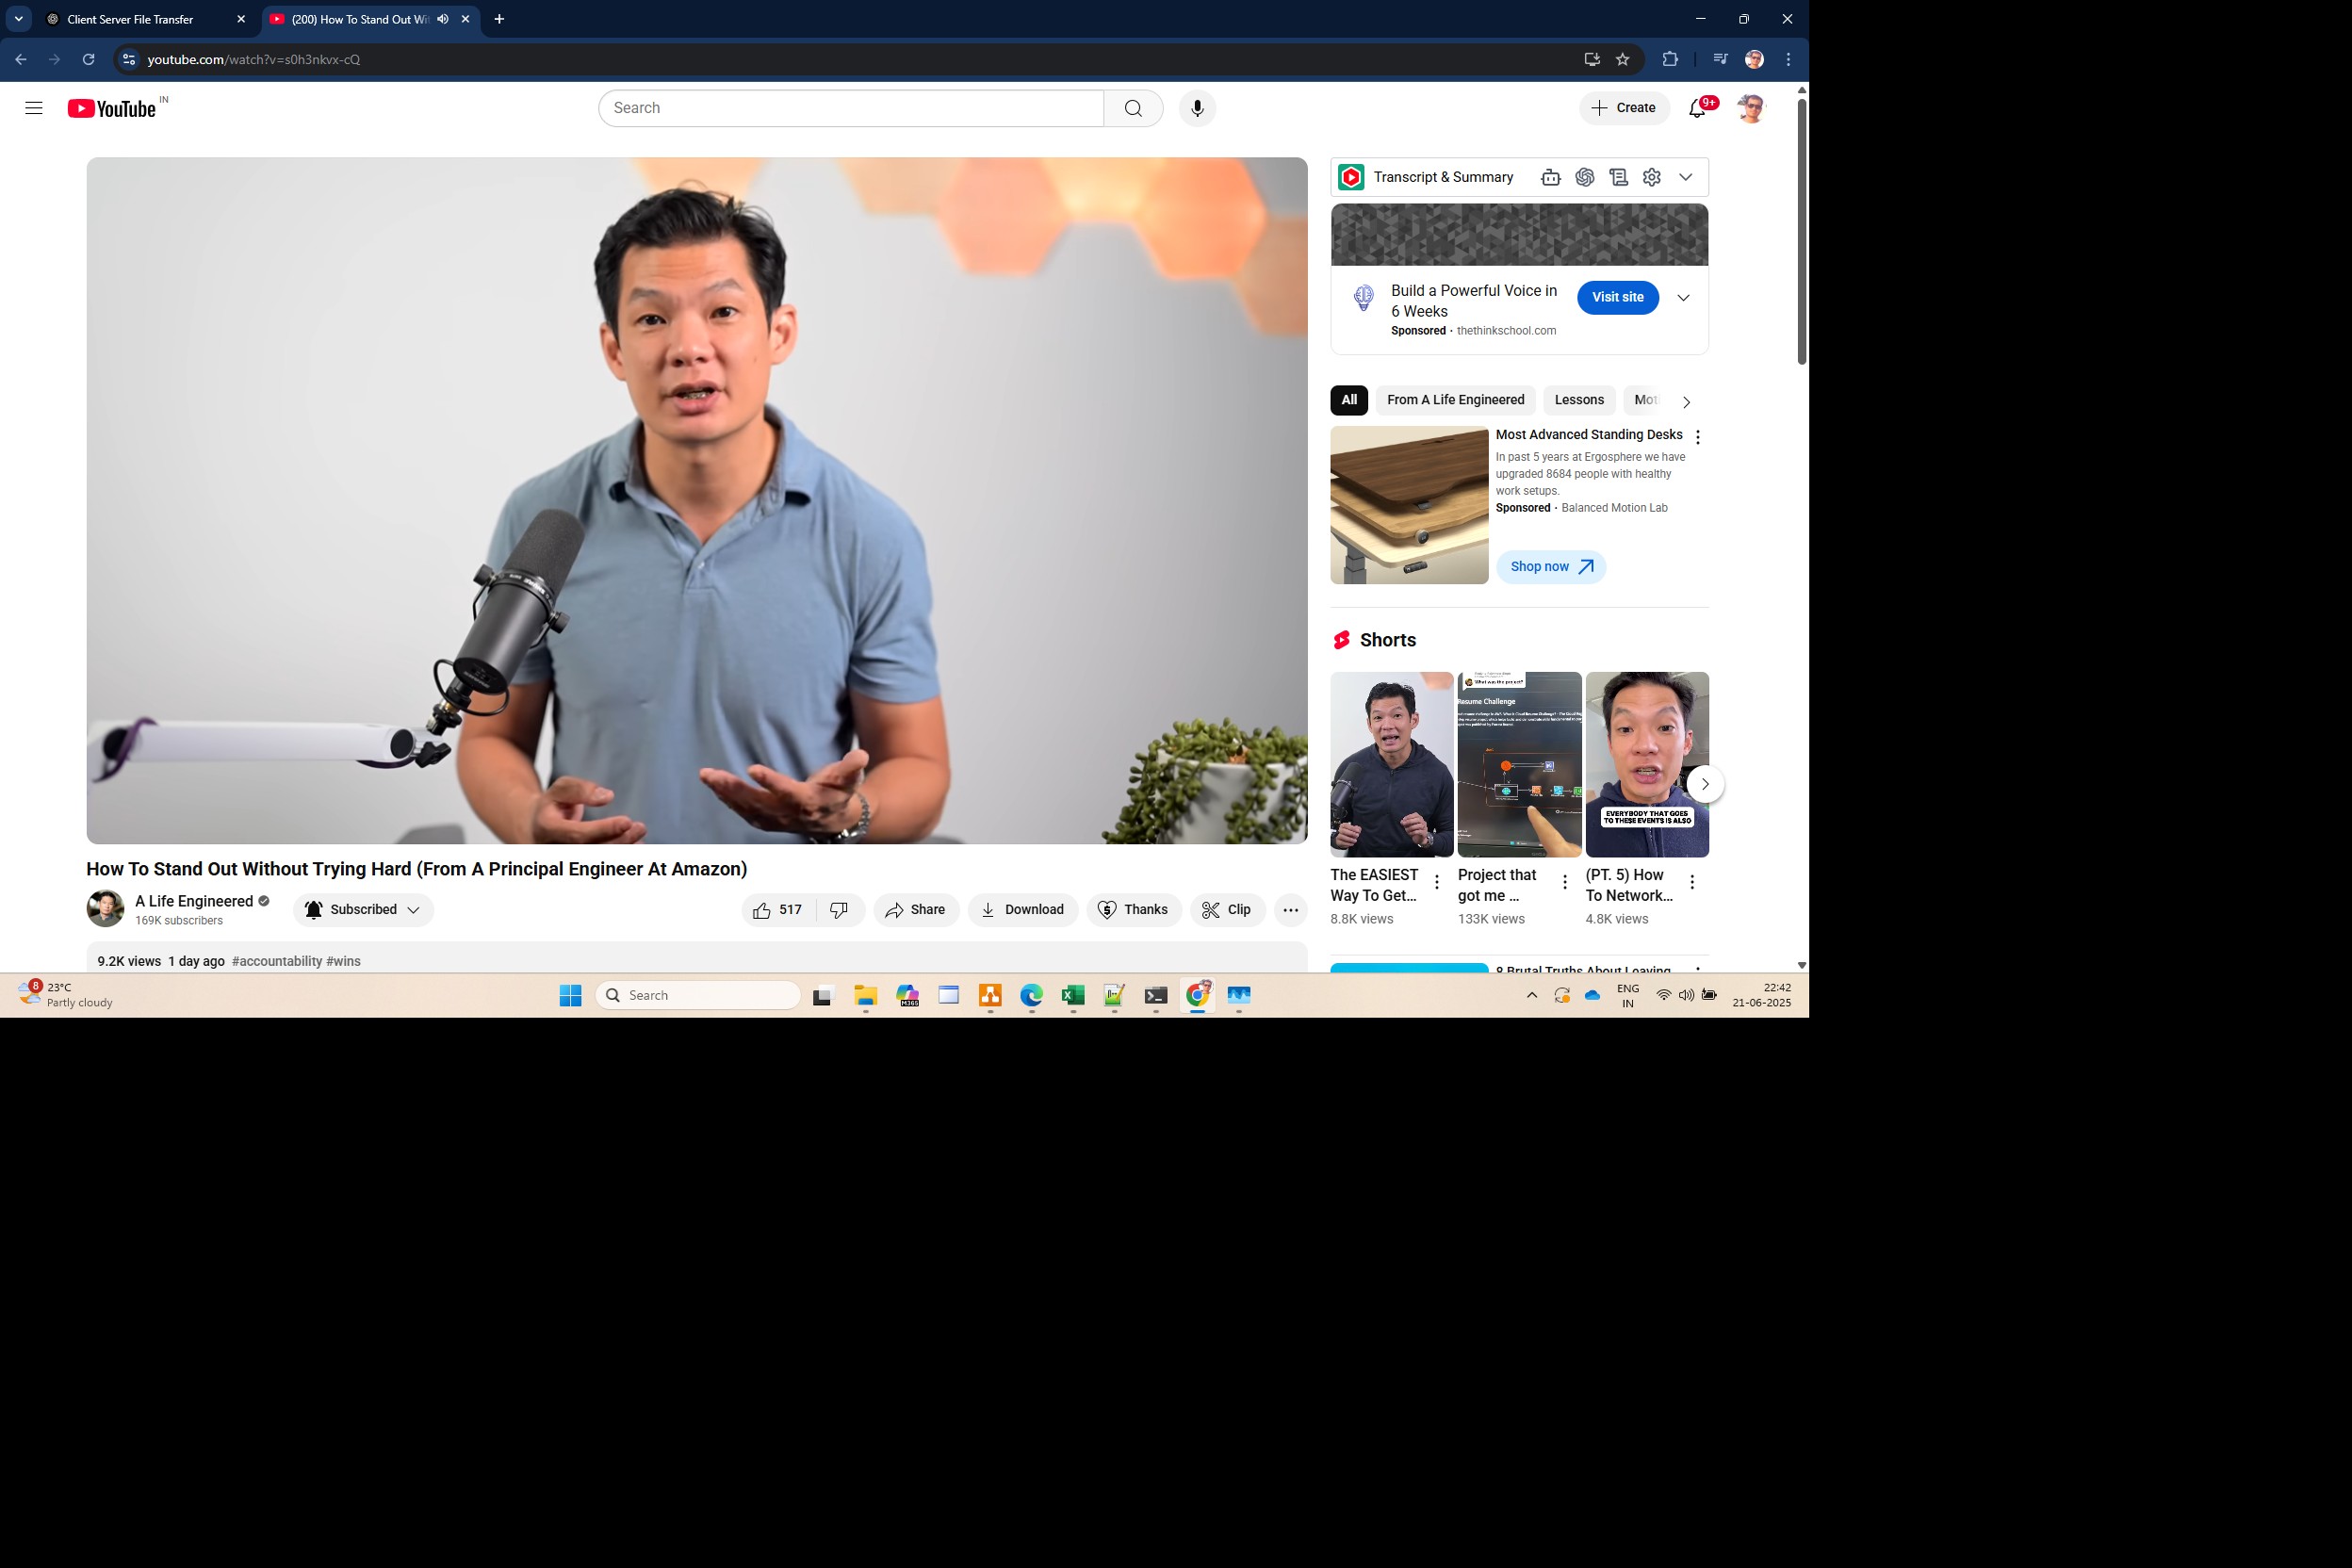 Client Server File Transfer
(200) How To Stand Out Wi
youtube.com/watch?v=s0h3nkvx-cQ
YouTube IN
Search
Create
9+
Transcript & Summary
Build a Powerful Voice in
6 Weeks
Sponsored · thethinkschool.com
Visit site
All
From A Life Engineered
Lessons
Mot
Most Advanced Standing Desks
In past 5 years at Ergosphere we have
upgraded 8684 people with healthy
work setups.
Sponsored · Balanced Motion Lab
Shop now
Shorts
What was the project?
Resume Challenge
EVERYBODY THAT GOES
TO THESE EVENTS IS ALSO
The EASIEST
Way To Get...
8.8K views
Project that
got me ...
133K views
(PT. 5) How
To Network...
4.8K views
8 Brutal Truths About Leaving
How To Stand Out Without Trying Hard (From A Principal Engineer At Amazon)
A Life Engineered
169K subscribers
Subscribed
517
Share
Download
Thanks
Clip
9.2K views 1 day ago #accountability #wins
8
23°C
Partly cloudy
Search
M365
ENG
IN
22:42
21-06-2025